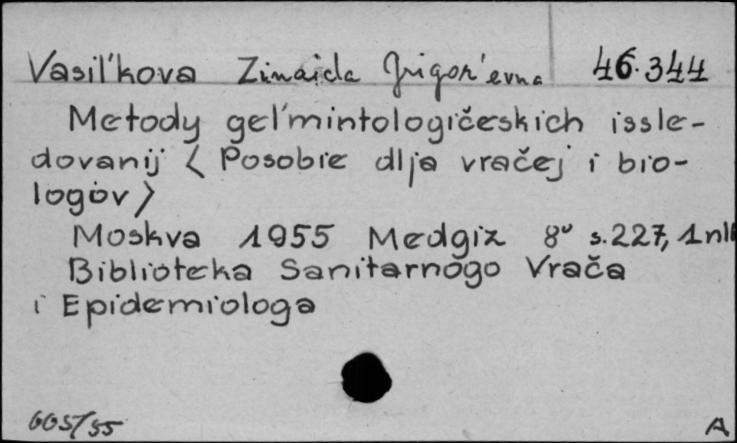 Vasil'kova Zinaida Grigor'evna 46.344
Metody gel'mintologičeskich issle-
dovanij (Posobie dlja vračej i bio-
logov)
Moskva 1955 Medgiz 8° s.227, 1 nlb
Biblioteka Sanitarnogo Vrača
i Epidemiologa
605/55 A